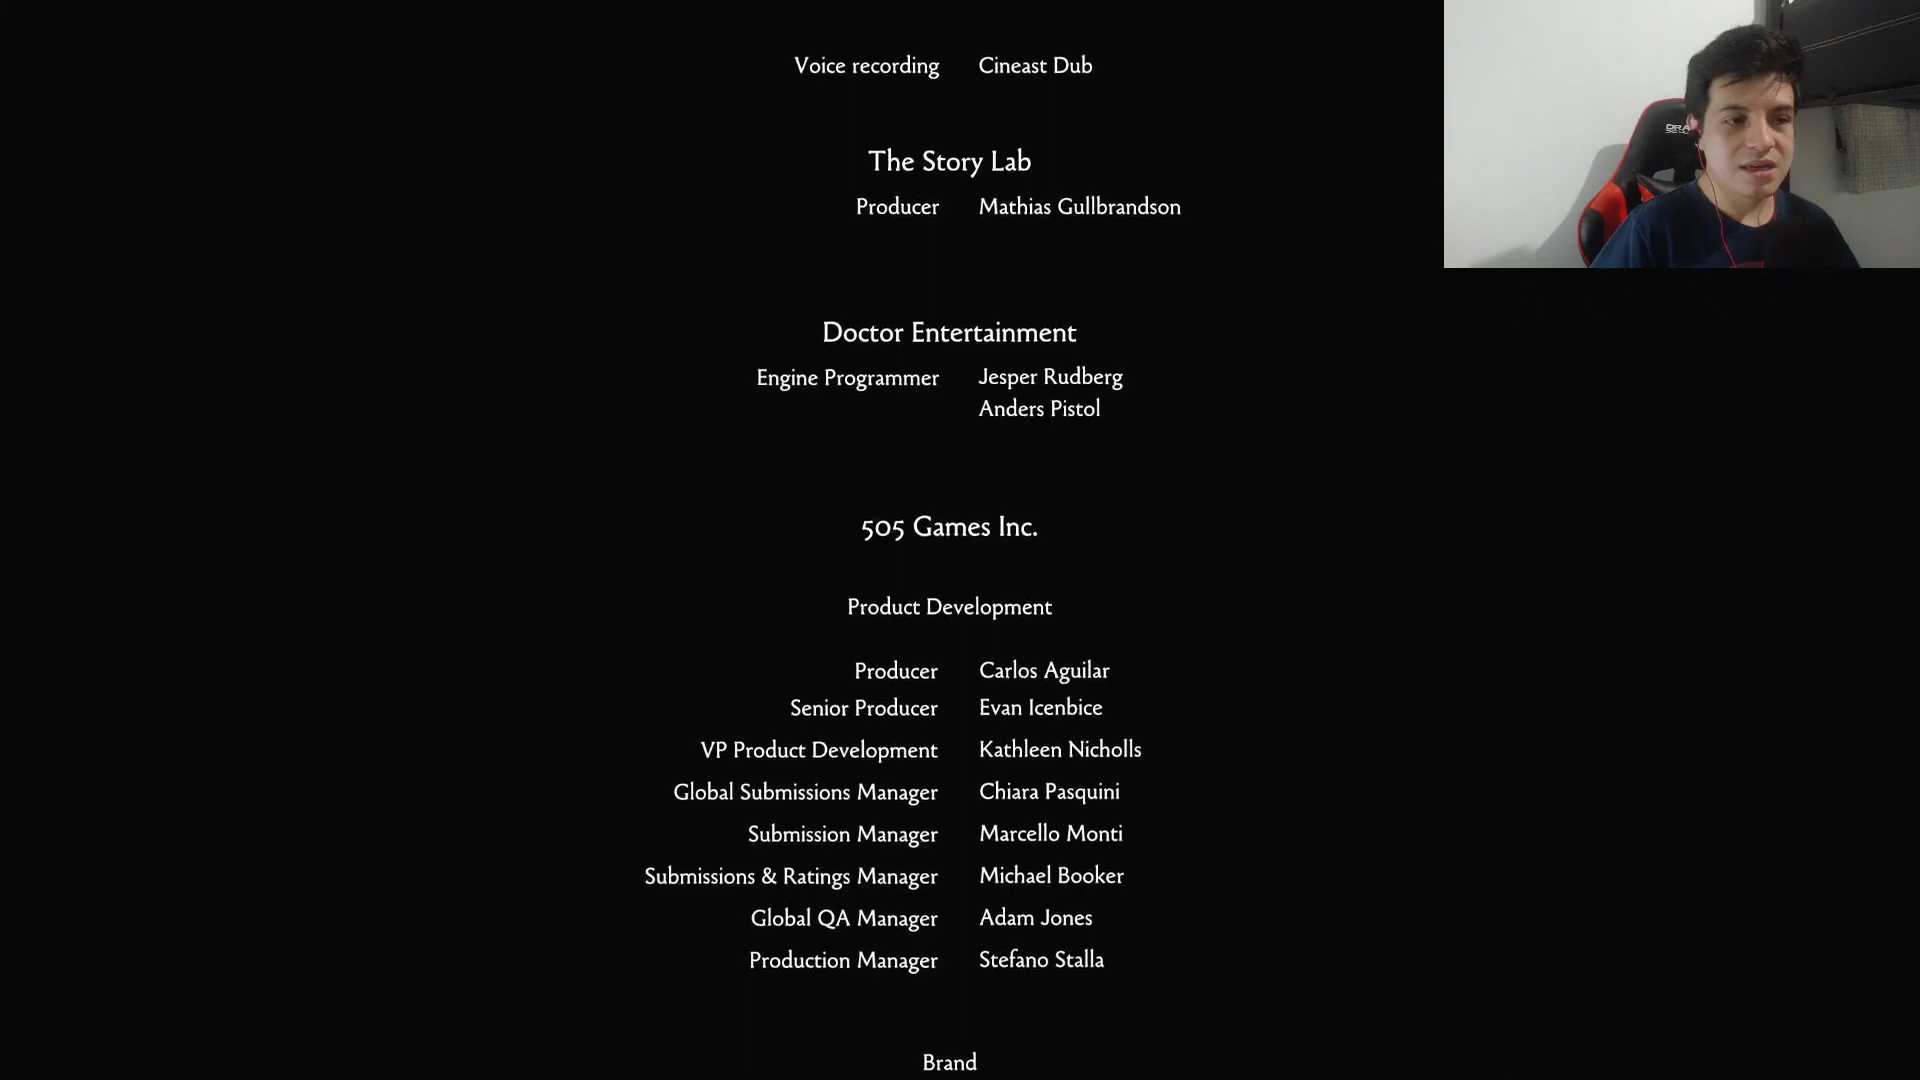 Voice recording Cineast Dub
The Story Lab
Producer Mathias Gullbrandson
Doctor Entertainment
Engine Programmer Jesper Rudberg
Anders Pistol
505 Games Inc.
Product Development
Producer Carlos Aguilar
Senior Producer Evan Icenbice
VP Product Development Kathleen Nicholls
Global Submissions Manager Chiara Pasquini
Submission Manager Marcello Monti
Submissions & Ratings Manager Michael Booker
Global QA Manager Adam Jones
Production Manager Stefano Stalla
Brand